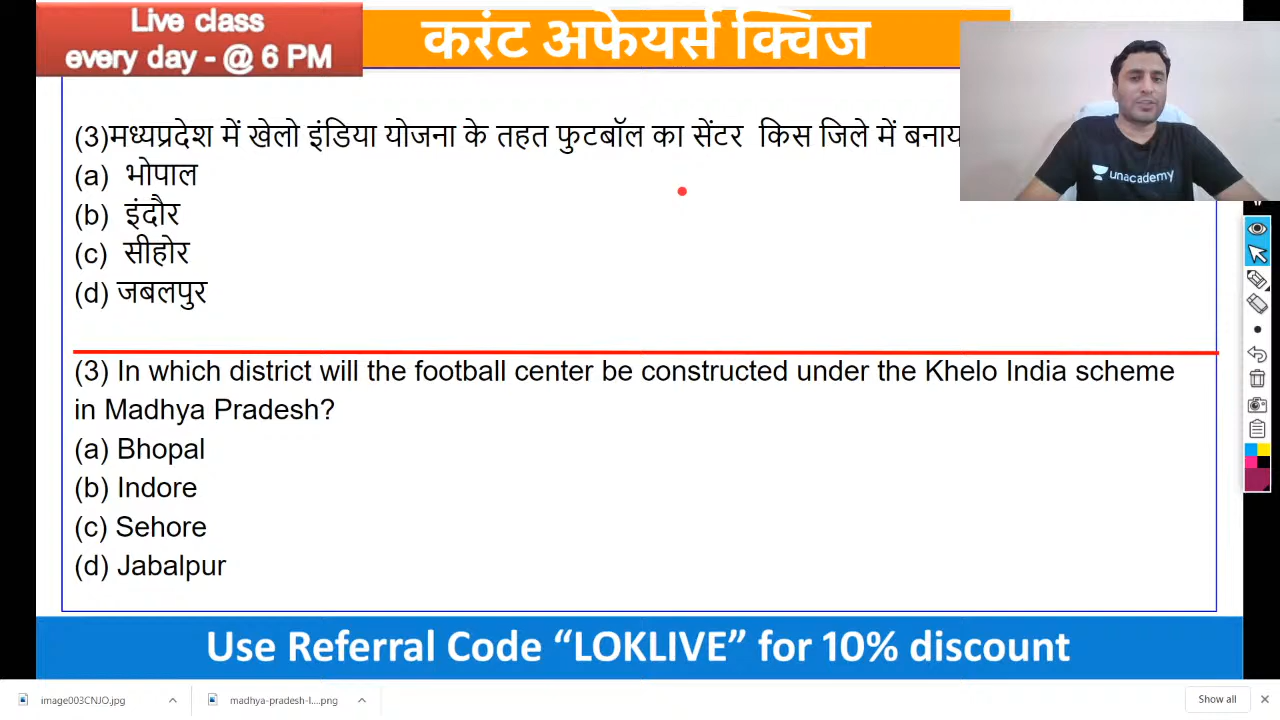 Live class
every day - @ 6 PM
करंट अफेयर्स क्विज
(3)मध्यप्रदेश में खेलो इंडिया योजना के तहत फुटबॉल का सेंटर किस जिले में
(a) भोपाल
(b) इंदौर
(c) सीहोर
(d) जबलपुर
unacademy
(3) In which district will the football center be constructed under the Khelo India scheme
in Madhya Pradesh?
(a) Bhopal
(b) Indore
(c) Sehore
(d) Jabalpur
Use Referral Code “LOKLIVE” for 10% discount
image003CNJO.jpg
madhya-pradesh-l....png
Show all